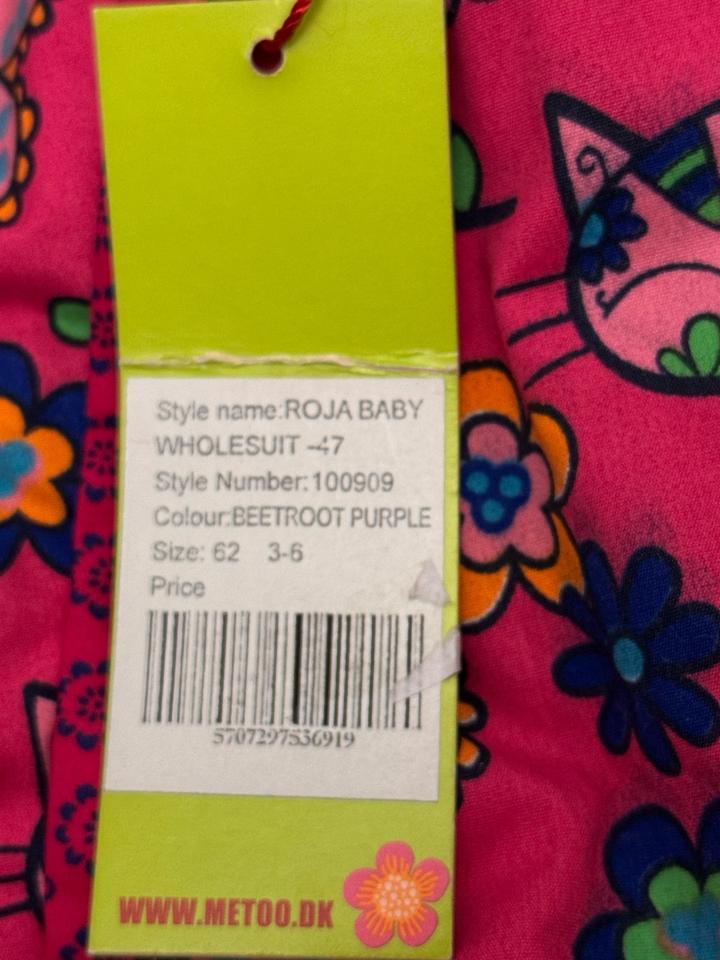 Style name:ROJA BABY
WHOLESUIT -47
Style Number:100909
Colour:BEETROOT PURPLE
Size: 62 3-6
Price
5707297536919
WWW.METOO.DK